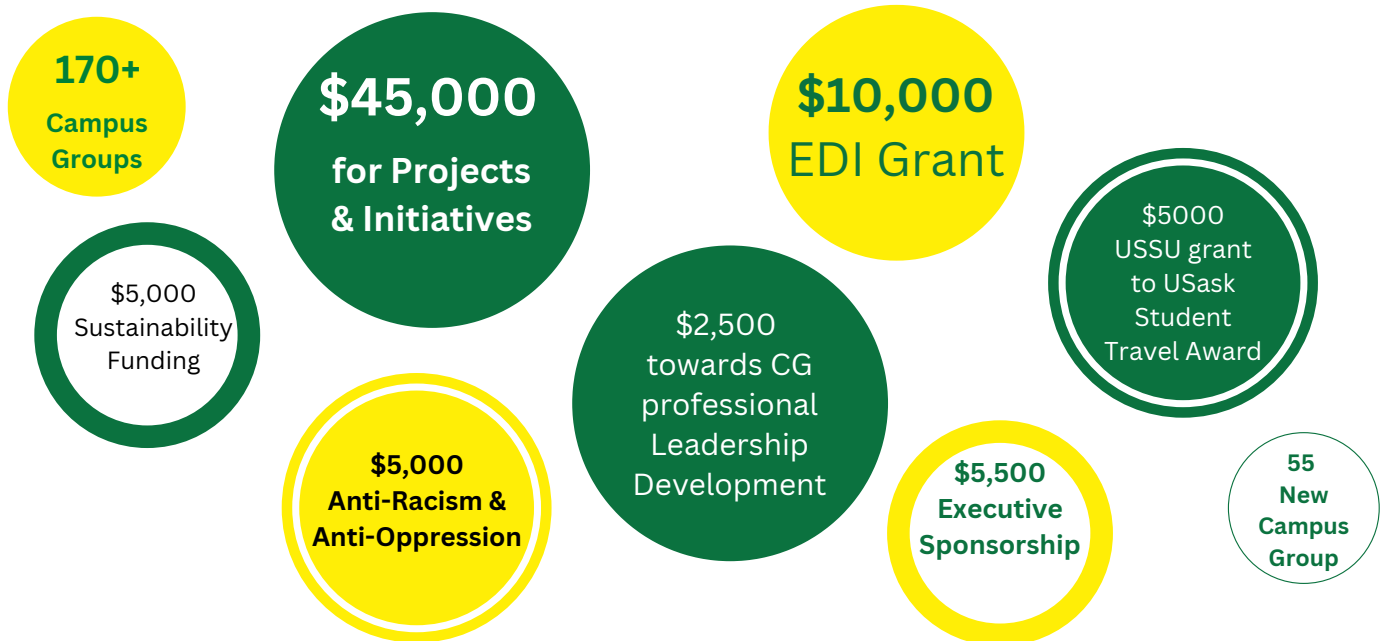 170+
Campus
Groups
$45,000
for Projects
& Initiatives
$10,000
EDI Grant
$5000
USSU grant
to USask
Student
Travel Award
$5,000
Sustainability
Funding
$2,500
towards CG
professional
Leadership
Development
$5,000
Anti-Racism &
Anti-Oppression
$5,500
Executive
Sponsorship
55
New
Campus
Group